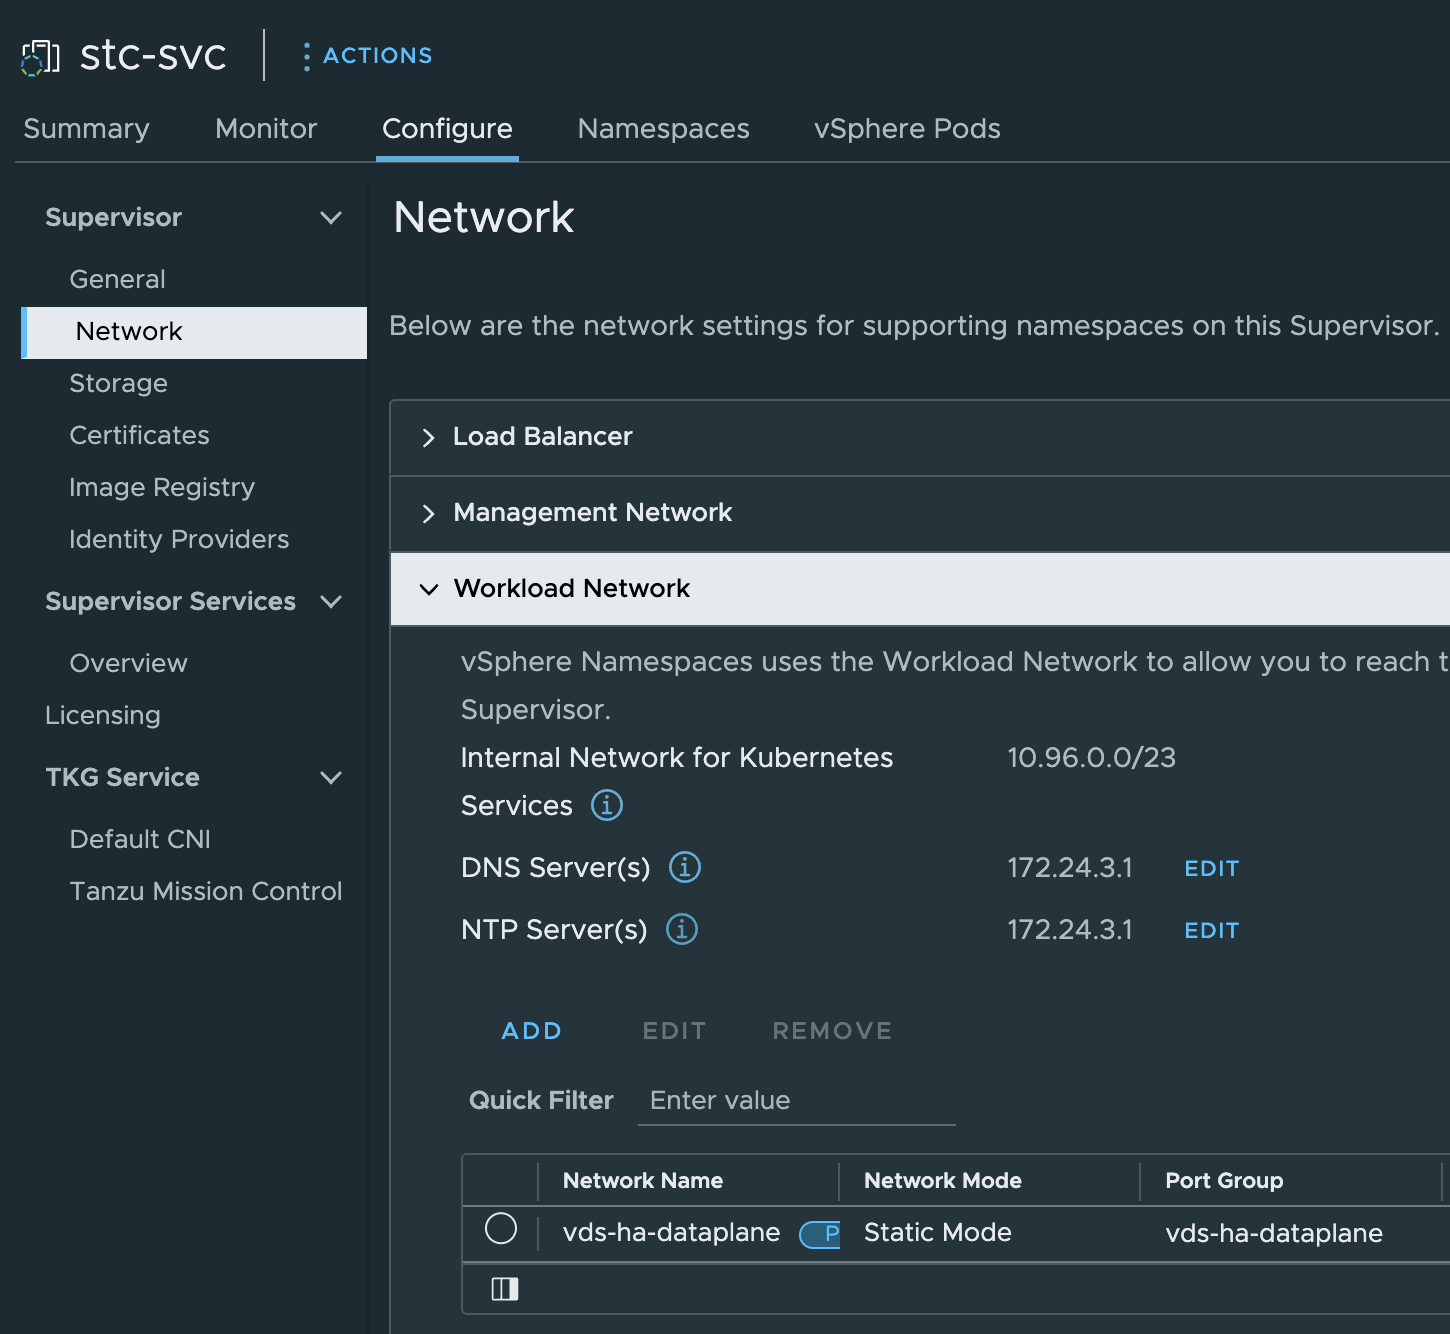 stc-svc
ACTIONS
Summary
Monitor
Configure
Namespaces
vSphere Pods
Supervisor
General
Network
Storage
Certificates
Image Registry
Identity Providers
Supervisor Services
Overview
Licensing
TKG Service
Default CNI
Tanzu Mission Control
Network
Below are the network settings for supporting namespaces on this Supervisor.
Load Balancer
Management Network
Workload Network
vSphere Namespaces uses the Workload Network to allow you to reach t
Supervisor.
Internal Network for Kubernetes
Services
10.96.0.0/23
DNS Server(s)
172.24.3.1
EDIT
NTP Server(s)
172.24.3.1
EDIT
ADD
EDIT
REMOVE
Quick Filter
Enter value
Network Name
Network Mode
Port Group
vds-ha-dataplane
P
Static Mode
vds-ha-dataplane